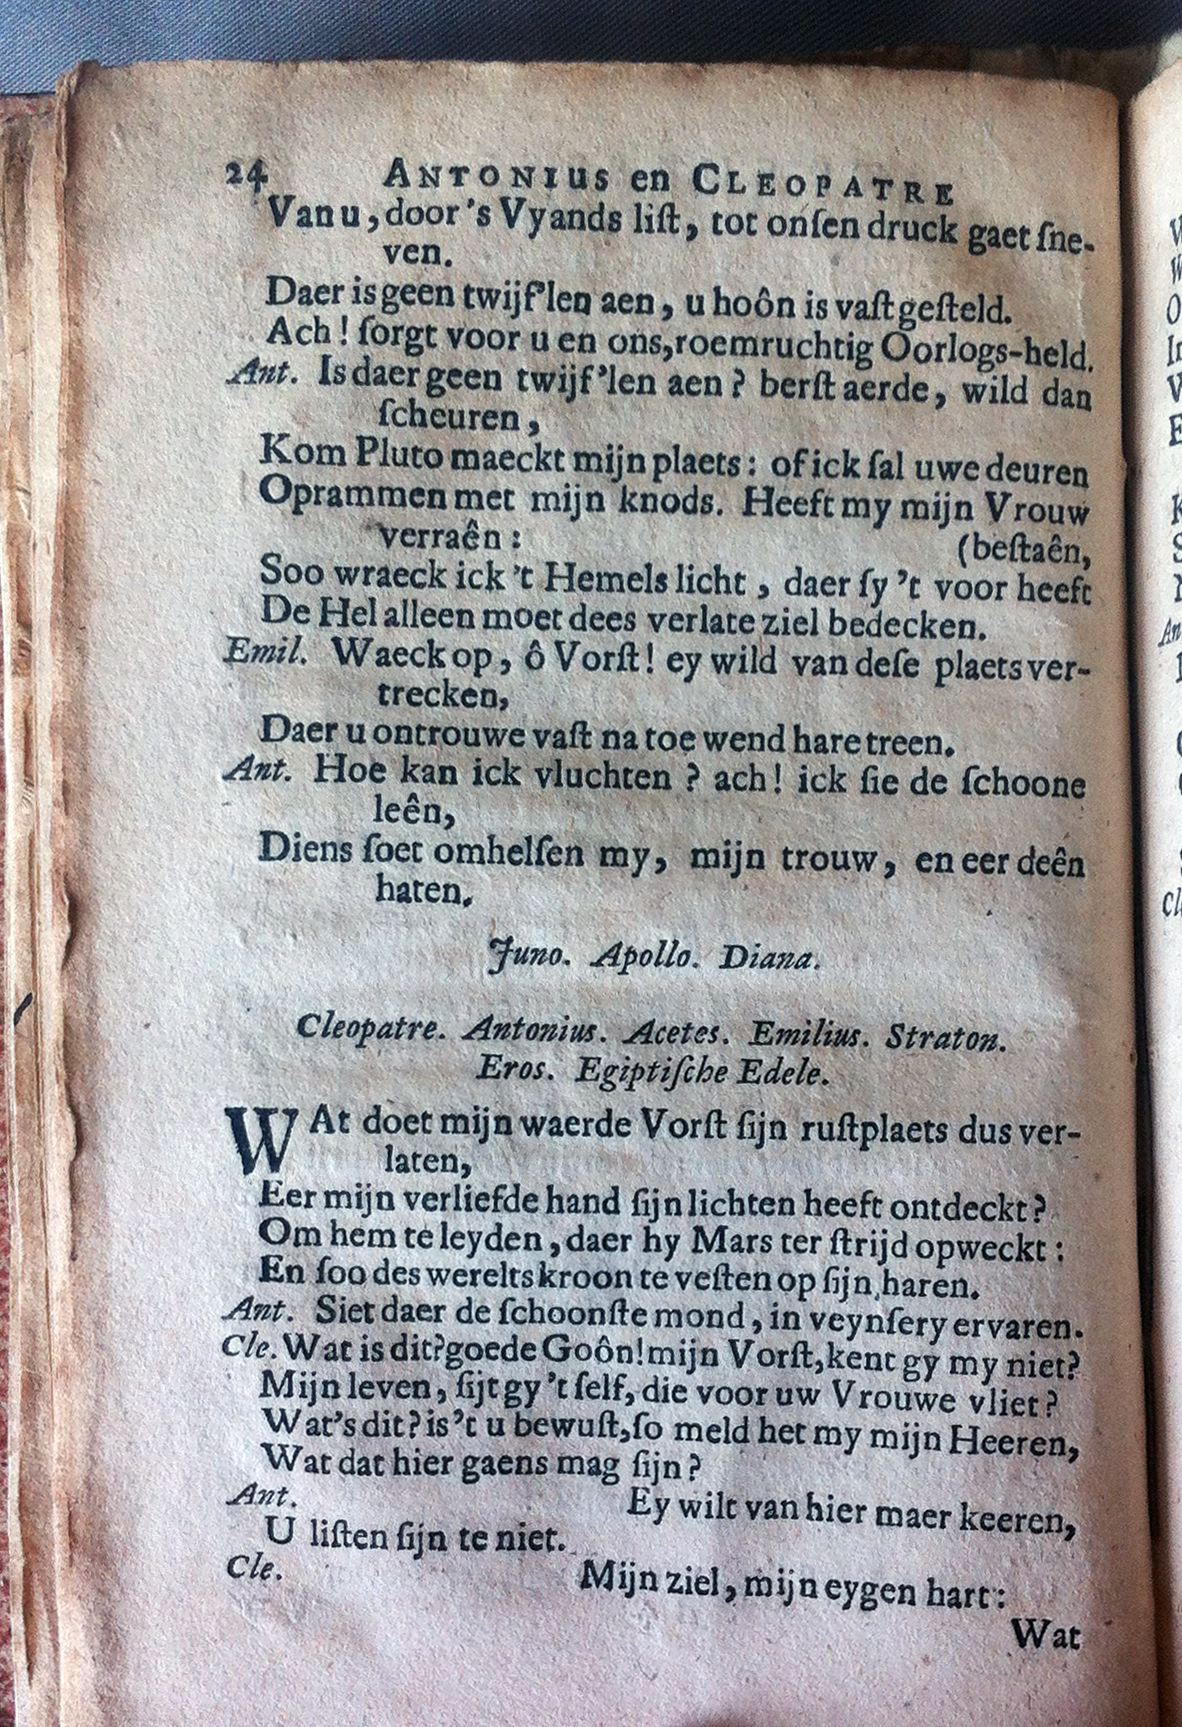 24 ANTONIUS en CLEOPATRE
Van u, door 's Vyands liſt, tot onſen druck gaet ſne-
ven.
Daer is geen twijf'len aen, u hoôn is vaſt geſteld.
Ach! ſorgt voor u en ons, roemruchtig Oorlogs-held.
Ant. Is daer geen twijf'len aen? berſt aerde, wild dan
ſcheuren,
Kom Pluto maeckt mijn plaets: of ick ſal uwe deuren
Oprammen met mijn knods. Heeft my mijn Vrouw
verraên: (beſtaên,
Soo wraeck ick 't Hemels licht, daer ſy 't voor heeft
De Hel alleen moet dees verlate ziel bedecken.
Emil. Waeck op, ô Vorſt! ey wild van deſe plaets ver-
trecken,
Daer u ontrouwe vaſt na toe wend hare treen.
Ant. Hoe kan ick vluchten? ach! ick ſie de ſchoone
leên,
Diens ſoet omhelſen my, mijn trouw, en eer deên
haten.
Juno. Apollo. Diana.
Cleopatre. Antonius. Acetes. Emilius. Straton.
Eros. Egiptiſche Edele.
WAt doet mijn waerde Vorſt ſijn ruſtplaets dus ver-
laten,
Eer mijn verliefde hand ſijn lichten heeft ontdeckt?
Om hem te leyden, daer hy Mars ter ſtrijd opweckt:
En ſoo des werelts kroon te veſten op ſijn haren.
Ant. Siet daer de ſchoonſte mond, in veynſery ervaren.
Cle. Wat is dit? goede Goôn! mijn Vorſt, kent gy my niet?
Mijn leven, ſijt gy 't ſelf, die voor uw Vrouwe vliet?
Wat's dit? is 't u bewuſt, ſo meld het my mijn Heeren,
Wat dat hier gaens mag ſijn?
Ant. Ey wilt van hier maer keeren,
U liſten ſijn te niet.
Cle. Mijn ziel, mijn eygen hart:
Wat